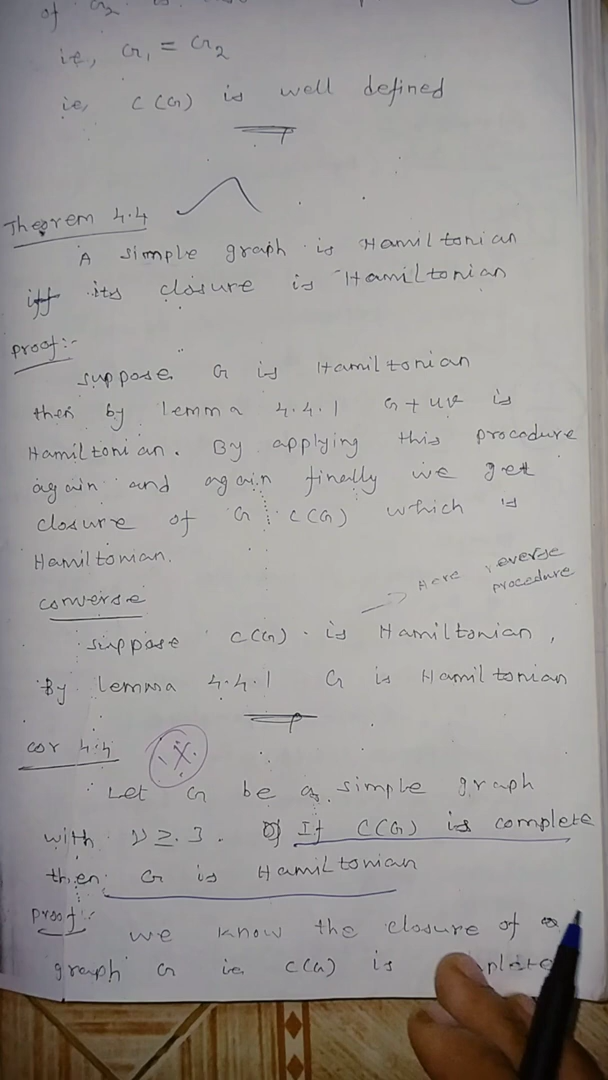 of G2 is
ie, G1 = G2
ie, C(G) is well defined
Theorem 4.4
A simple graph is Hamiltonian
iff its closure is Hamiltonian
Proof:-
suppose G is Hamiltonian
then by lemma 4.4.1 G + uv is
Hamiltonian. By applying this procedure
again and again finally we get
closure of G C(G) which is
Hamiltonian.
converse
Here reverse
procedure
suppose C(G) is Hamiltonian,
By lemma 4.4.1 G is Hamiltonian
cor 4.4
Let G be a simple graph
with ν ≥ 3. If C(G) is complete
then G is Hamiltonian
Proof:-
we know the closure of a
graph G ie C(G) is